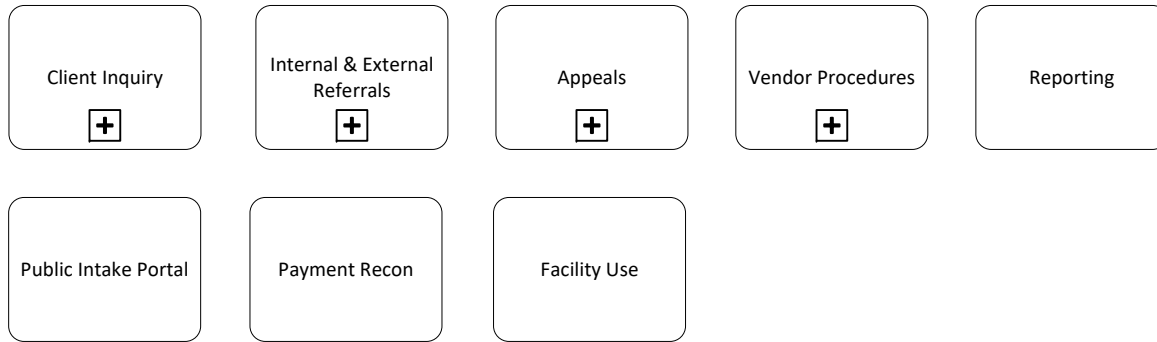 Client Inquiry
Internal & External
Referrals
Appeals
Vendor Procedures
Reporting
Public Intake Portal
Payment Recon
Facility Use